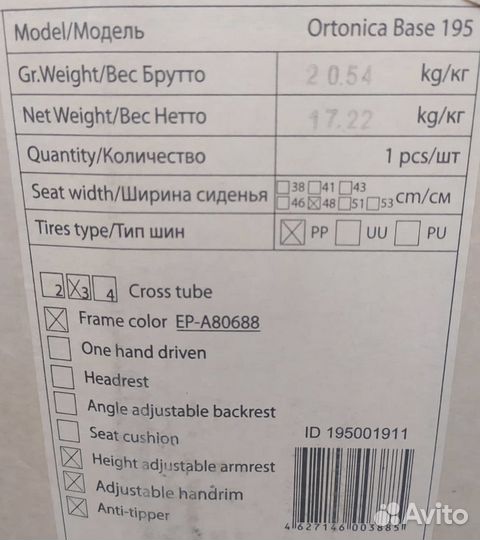 Model/Модель Ortonica Base 195
Gr.Weight/Вес Брутто 20.54 kg/кг
Net Weight/Вес Нетто 17.22 kg/кг
Quantity/Количество 1 pcs/шт
Seat width/Ширина сиденья 38 41 43
46 48 51 53 cm/см
Tires type/Тип шин PP UU PU
2 3 4 Cross tube
Frame color EP-A80688
One hand driven
Headrest
Angle adjustable backrest
Seat cushion
ID 195001911
Height adjustable armrest
Adjustable handrim
Anti-tipper
4 627146 003885
Avito